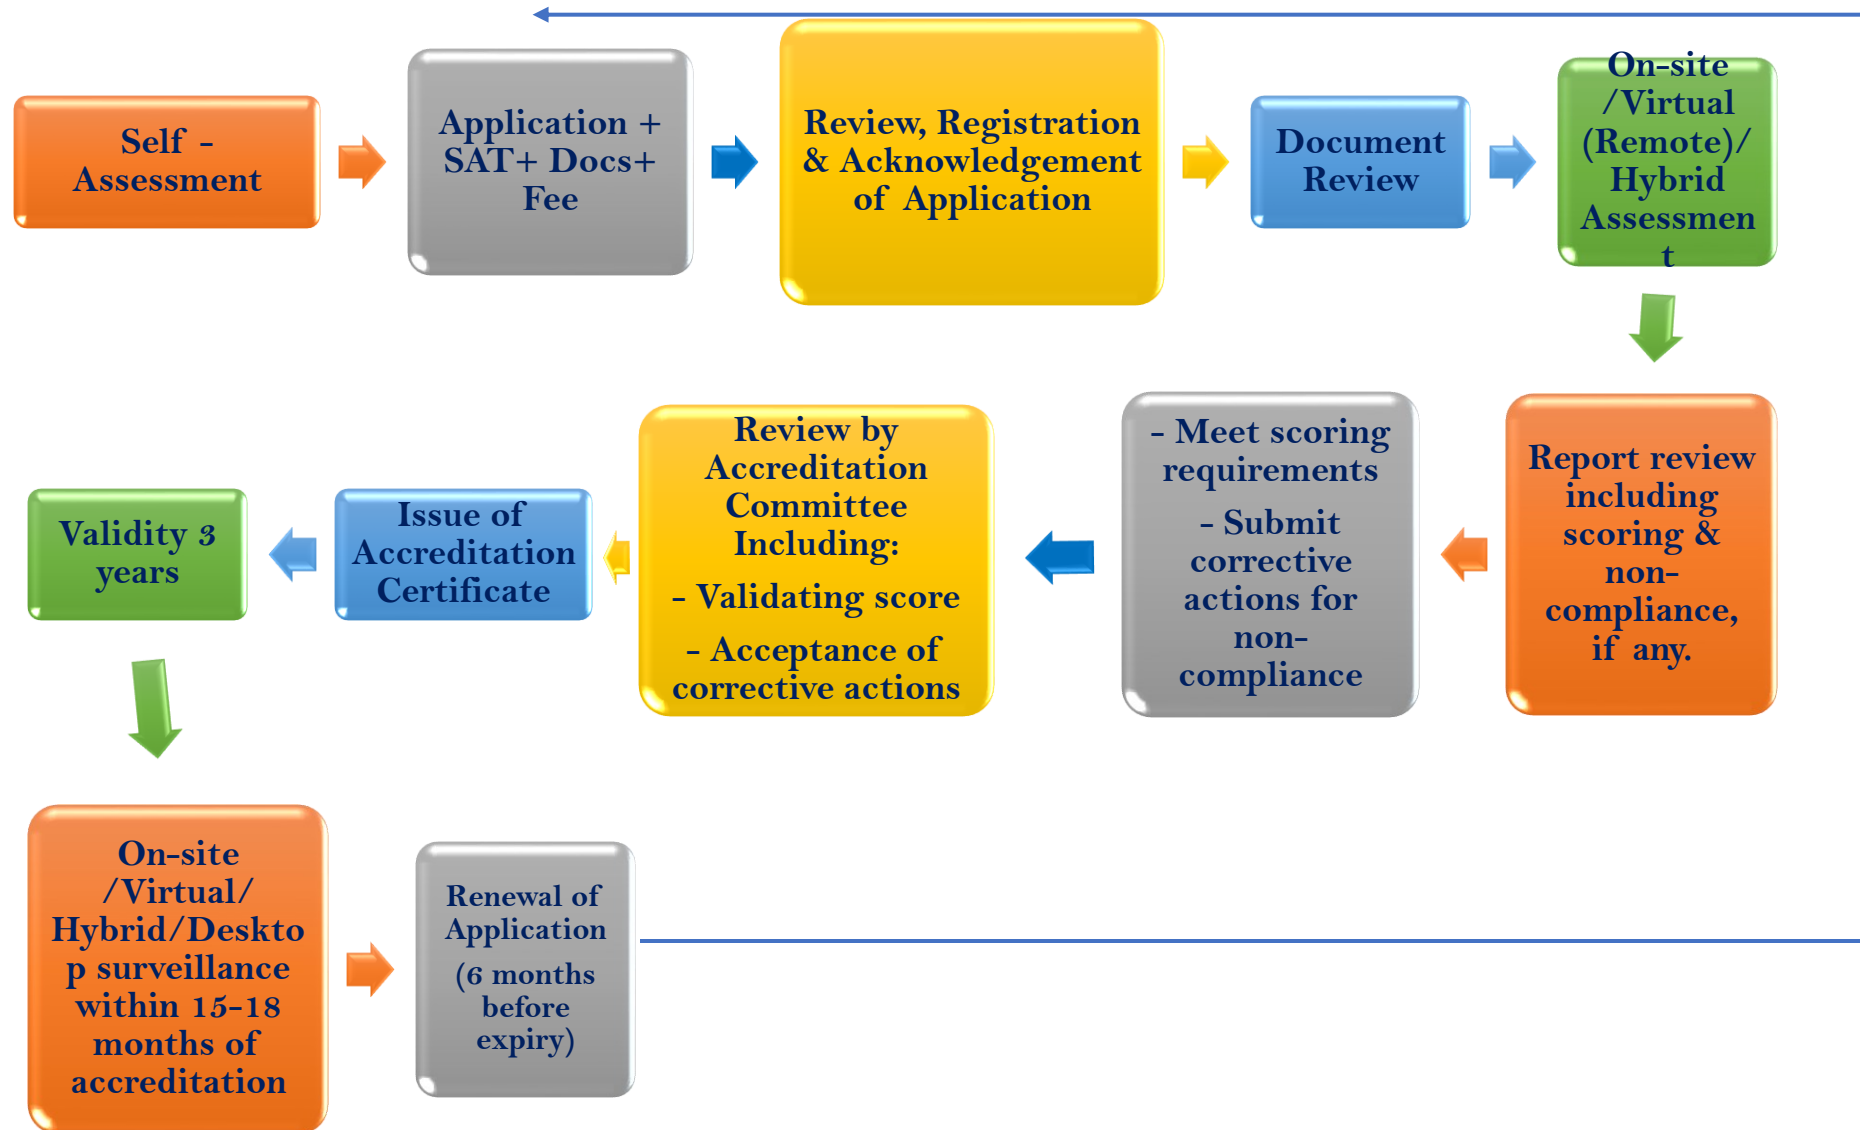 Self -
Assessment
Application +
SAT+ Docs+
Fee
Review, Registration
& Acknowledgement
of Application
Document
Review
On-site
/Virtual
(Remote)/
Hybrid
Assessmen
t
Report review
including
scoring &
non-
compliance,
if any.
- Meet scoring
requirements
- Submit
corrective
actions for
non-
compliance
Review by
Accreditation
Committee
Including:
- Validating score
- Acceptance of
corrective actions
Issue of
Accreditation
Certificate
Validity 3
years
On-site
/Virtual/
Hybrid/Deskto
p surveillance
within 15-18
months of
accreditation
Renewal of
Application
(6 months
before
expiry)